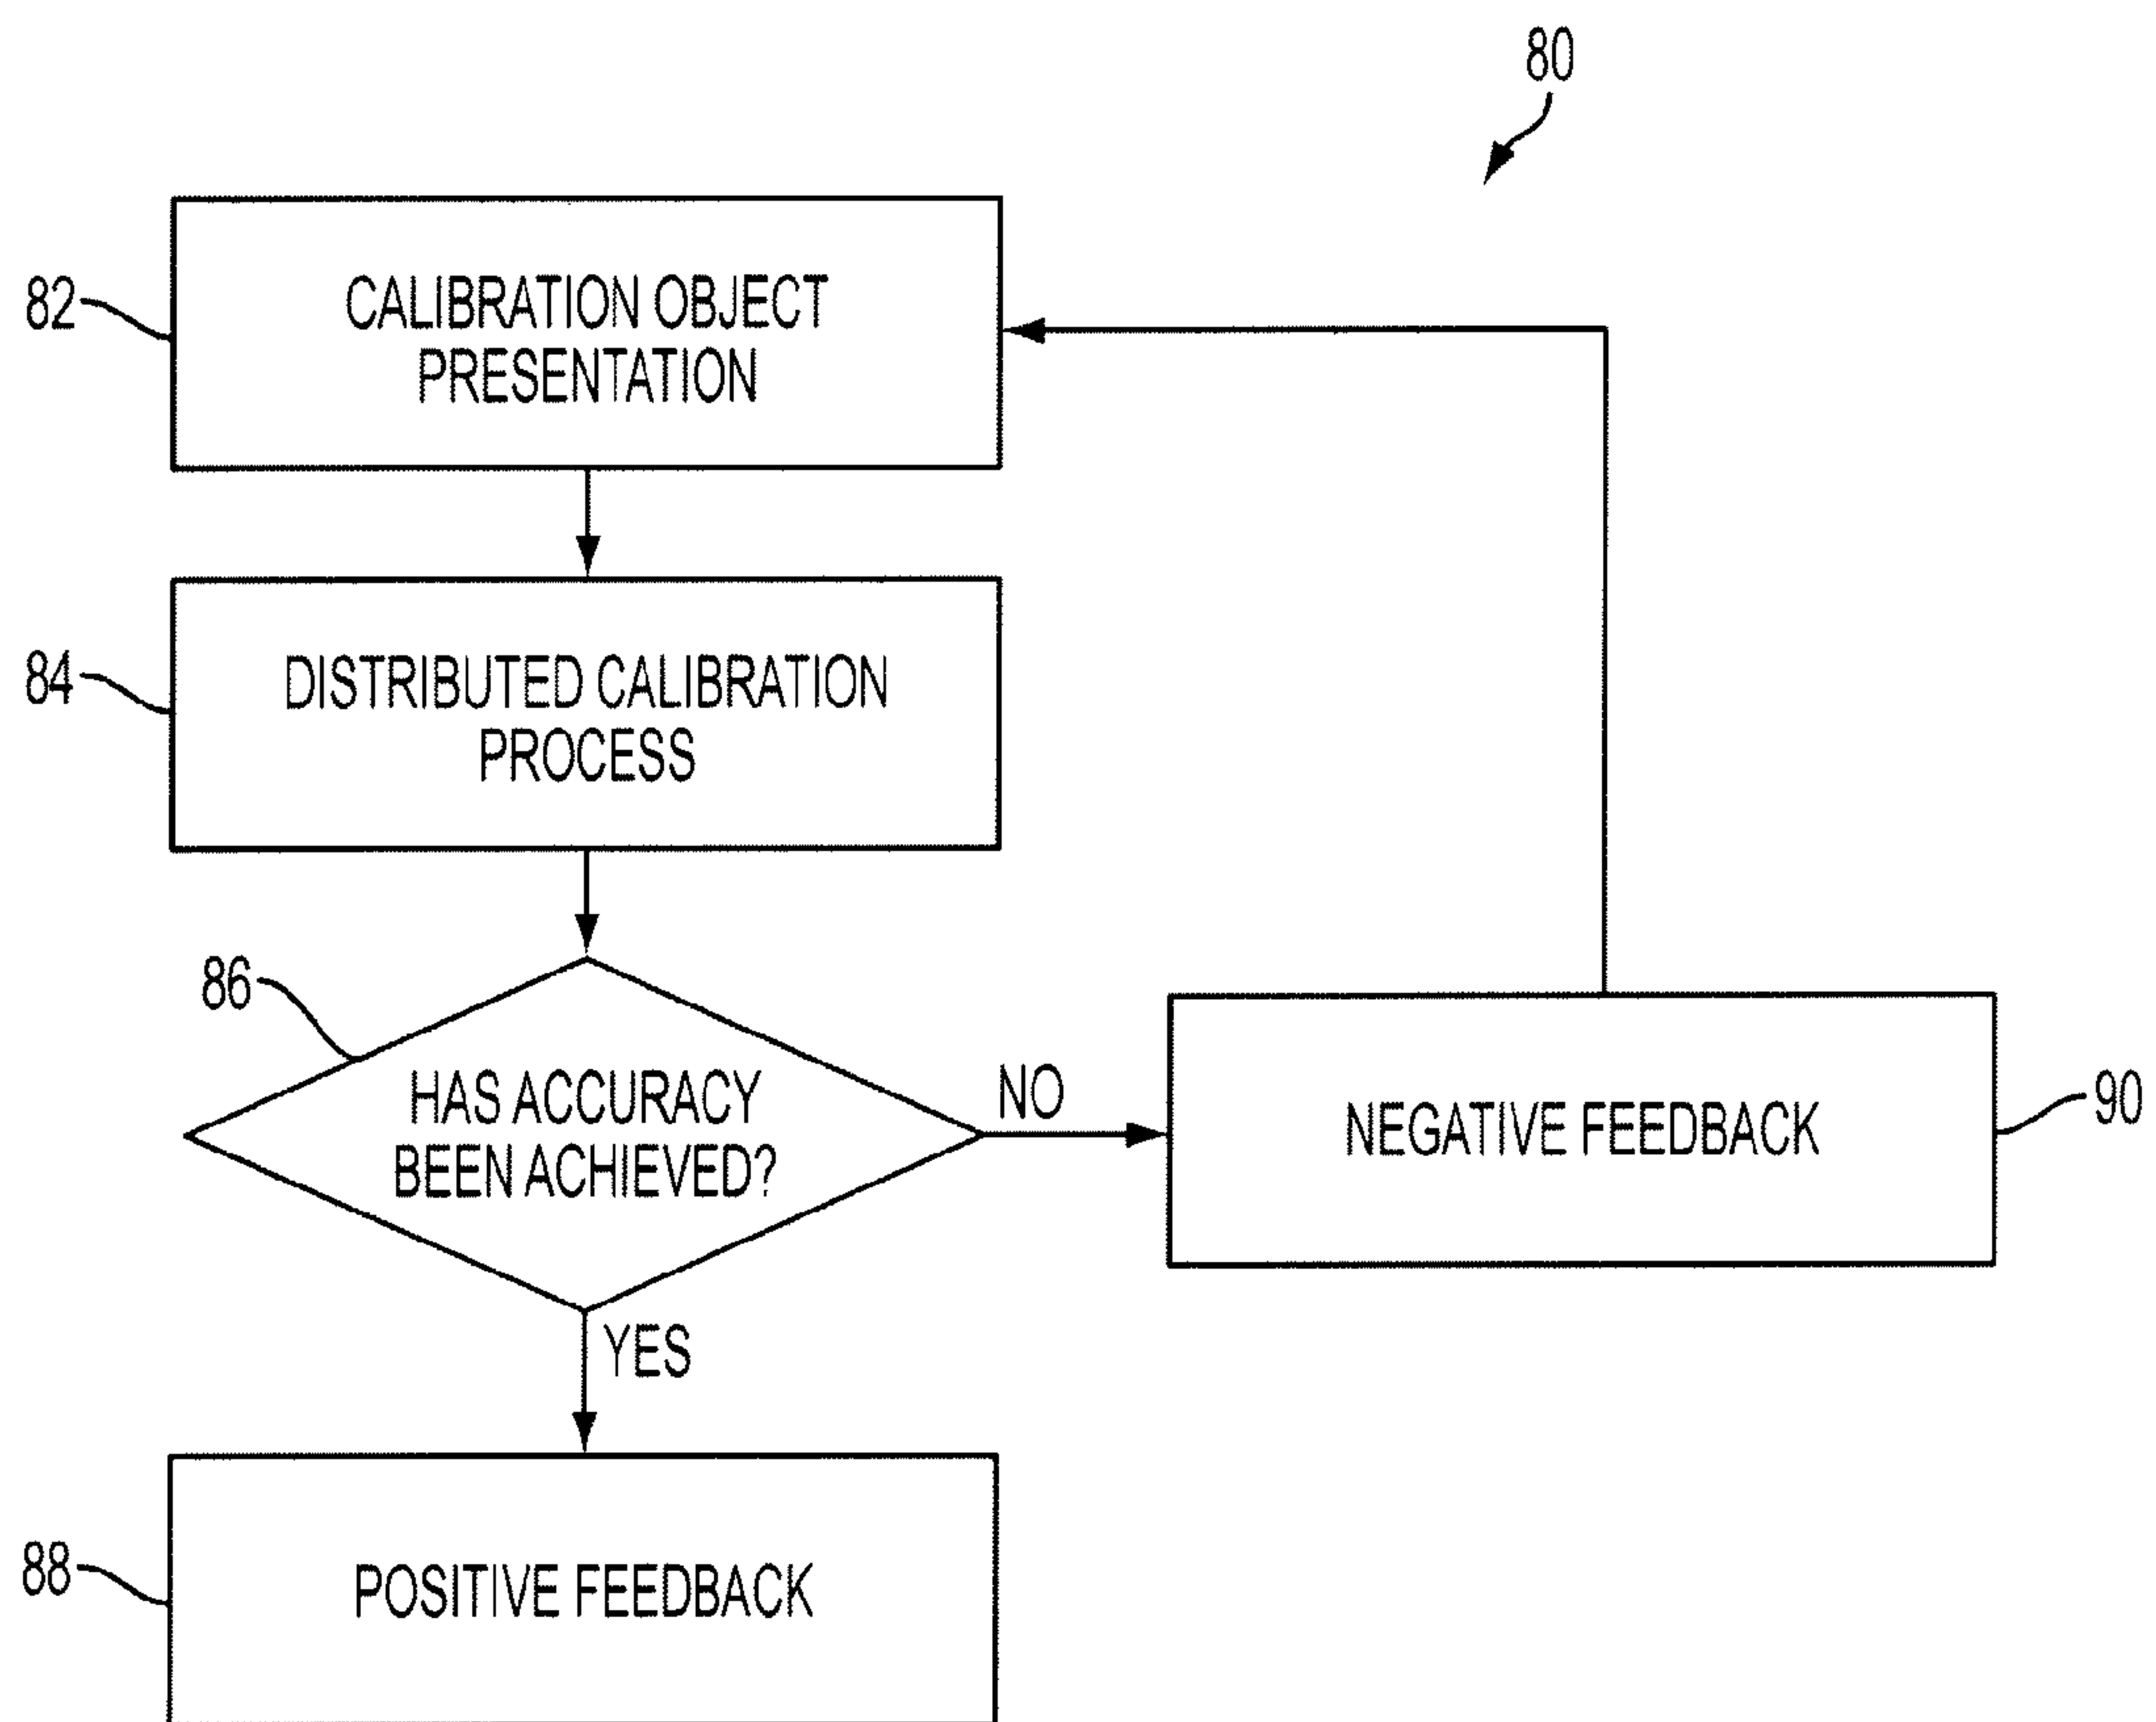 80
82
CALIBRATION OBJECT
PRESENTATION
84
DISTRIBUTED CALIBRATION
PROCESS
86
HAS ACCURACY
BEEN ACHIEVED?
NO
NEGATIVE FEEDBACK
90
YES
88
POSITIVE FEEDBACK